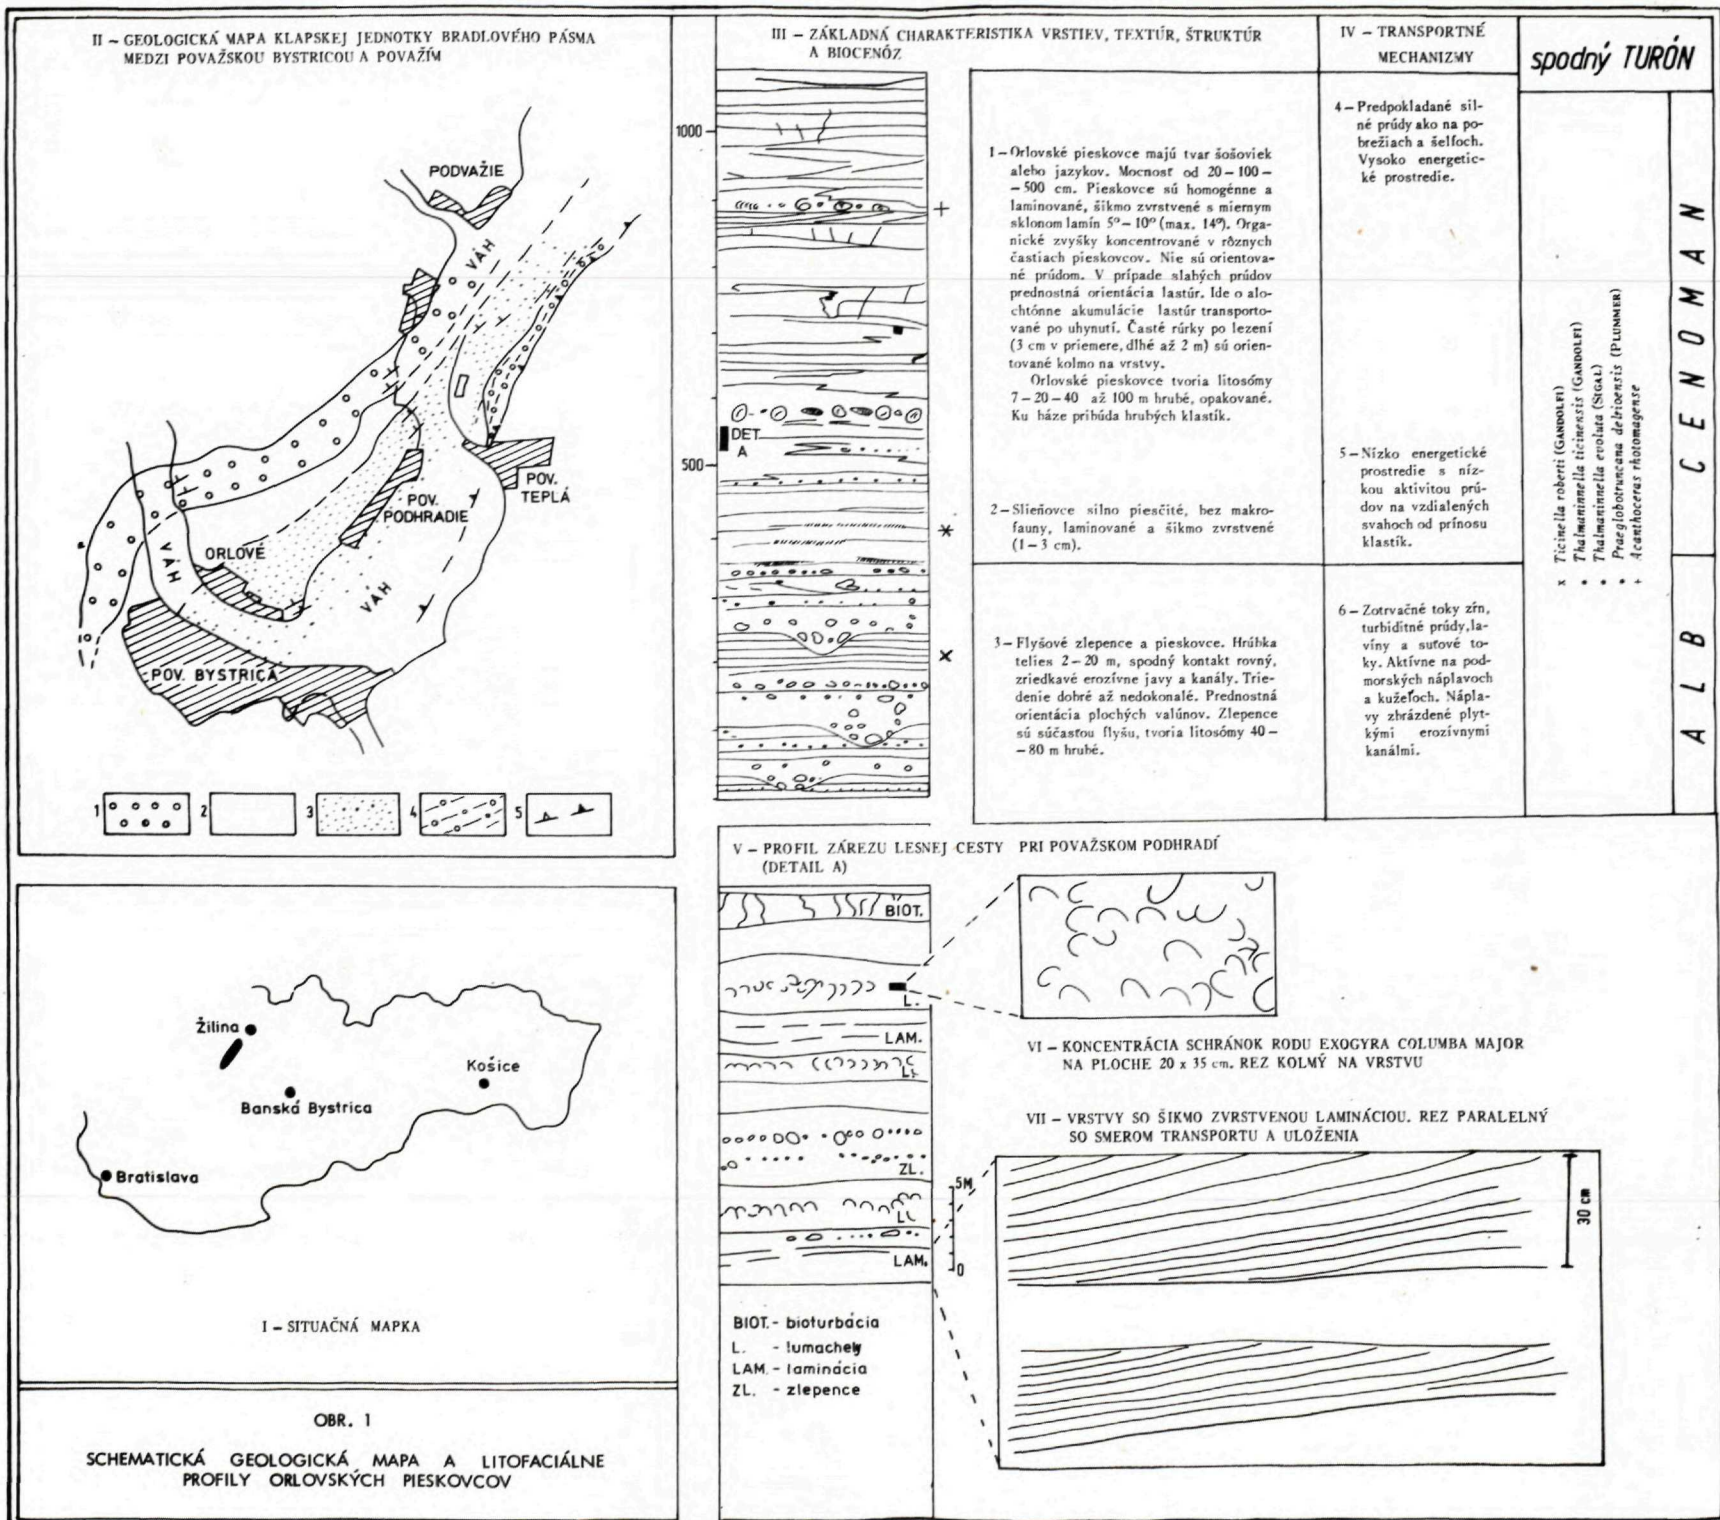 II – GEOLOGICKÁ MAPA KLAPSKEJ JEDNOTKY BRADLOVÉHO PÁSMA
MEDZI POVAŽSKOU BYSTRICOU A POVAŽÍM
PODVAŽIE
VÁH
POV.
TEPLÁ
POV.
PODHRADIE
ORLOVÉ
VÁH
VÁH
POV. BYSTRICA
1
2
3
4
5
Žilina
Košice
Banská Bystrica
Bratislava
I – SITUAČNÁ MAPKA
OBR. 1
SCHEMATICKÁ GEOLOGICKÁ MAPA A LITOFACIÁLNE
PROFILY ORLOVSKÝCH PIESKOVCOV
III – ZÁKLADNÁ CHARAKTERISTIKA VRSTIEV, TEXTÚR, ŠTRUKTÚR
A BIOCENÓZ
1000
500
DET.
A
1 – Orlovské pieskovce majú tvar šošoviek
alebo jazykov. Mocnosť od 20 – 100 –
– 500 cm. Pieskovce sú homogénne a
laminované, šikmo zvrstvené s miernym
sklonom lamín 5° – 10° (max. 14°). Orga-
nické zvyšky koncentrované v rôznych
častiach pieskovcov. Nie sú orientova-
né prúdom. V prípade slabých prúdov
prednostná orientácia lastúr. Ide o alo-
chtónne akumulácie lastúr transporto-
vané po uhynutí. Časté rúrky po lezení
(3 cm v priemere, dlhé až 2 m) sú orien-
tované kolmo na vrstvy.
Orlovské pieskovce tvoria litosómy
7 – 20 – 40 až 100 m hrubé, opakované.
Ku báze pribúda hrubých klastík.
2 – Slieňovce silno piesčité, bez makro-
fauny, laminované a šikmo zvrstvené
(1 – 3 cm).
3 – Flyšové zlepence a pieskovce. Hrúbka
telies 2 – 20 m, spodný kontakt rovný,
zriedkavé erozívne javy a kanály. Trie-
denie dobré až nedokonalé. Prednostná
orientácia plochých valúnov. Zlepence
sú súčasťou flyšu, tvoria litosómy 40 –
– 80 m hrubé.
IV – TRANSPORTNÉ
MECHANIZMY
4 – Predpokladané sil-
né prúdy ako na po-
brežiach a šelfoch.
Vysoko energetic-
ké prostredie.
5 – Nízko energetické
prostredie s níz-
kou aktivitou prú-
dov na vzdialených
svahoch od prínosu
klastík.
6 – Zotrvačné toky zŕn,
turbiditné prúdy, la-
víny a suťové to-
ky. Aktívne na pod-
morských náplavoch
a kužeľoch. Nápla-
vy zbrázdené plyt-
kými erozívnymi
kanálmi.
spodný TURÓN
x Ticinella roberti (GANDOLFI)
• Thalmaninnella ticinensis (GANDOLFI)
• Thalmaninnella evoluta (SIGAL)
• Praeglobotruncana delrioensis (PLUMMER)
+ Acanthoceras rhotomagense
CENOMAN
ALB
V – PROFIL ZÁREZU LESNEJ CESTY PRI POVAŽSKOM PODHRADÍ
(DETAIL A)
BIOT.
L.
LAM.
L.
ZL.
L.
LAM.
5M
0
BIOT. - bioturbácia
L. - lumachely
LAM. - laminácia
ZL. - zlepence
VI – KONCENTRÁCIA SCHRÁNOK RODU EXOGYRA COLUMBA MAJOR
NA PLOCHE 20 x 35 cm. REZ KOLMÝ NA VRSTVU
VII – VRSTVY SO ŠIKMO ZVRSTVENOU LAMINÁCIOU. REZ PARALELNÝ
SO SMEROM TRANSPORTU A ULOŽENIA
30 cm